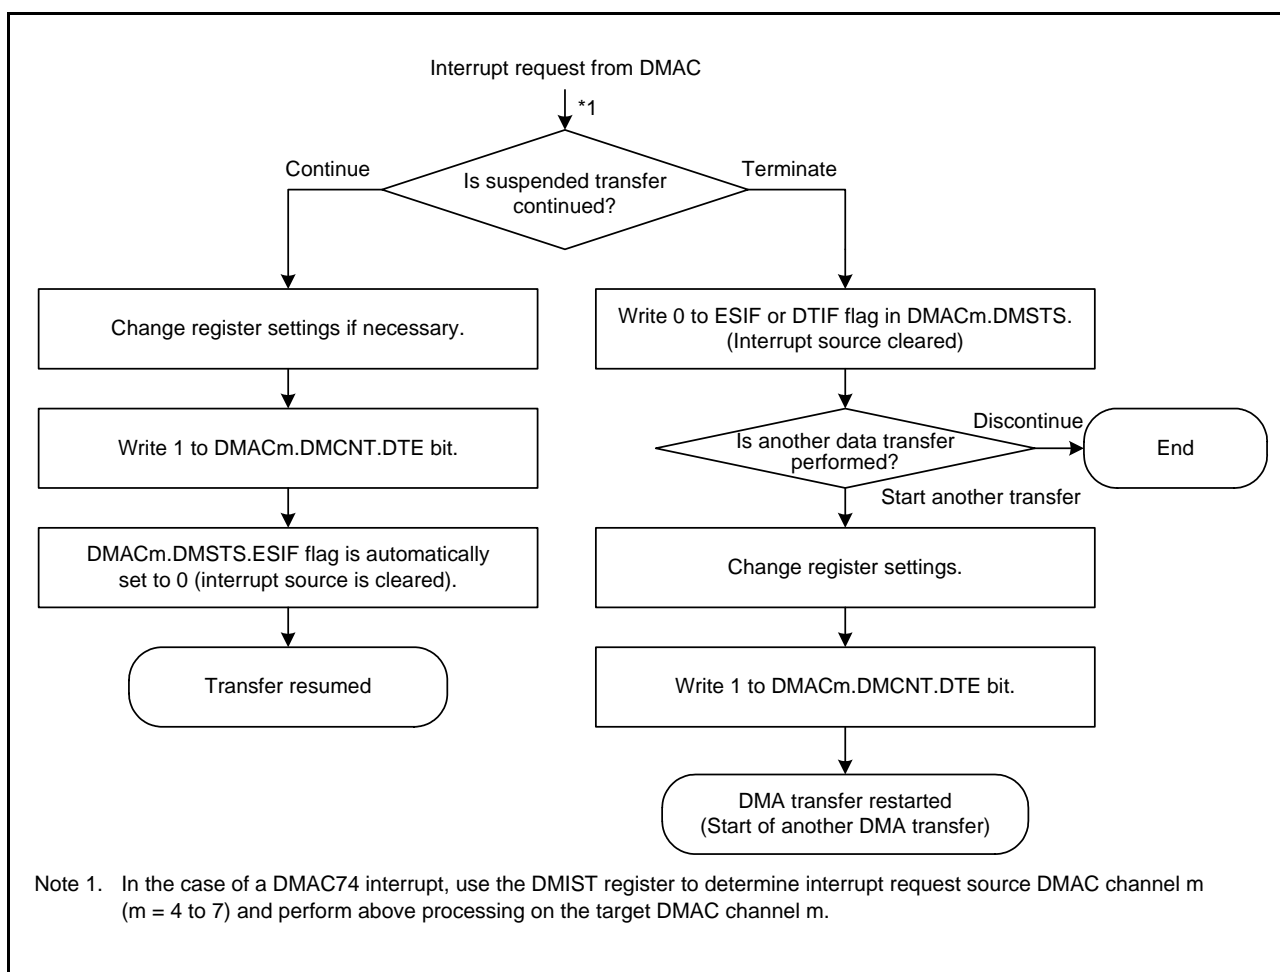 Interrupt request from DMAC
*1
Continue
Terminate
Is suspended transfer
continued?
Change register settings if necessary.
Write 1 to DMACm.DMCNT.DTE bit.
DMACm.DMSTS.ESIF flag is automatically
set to 0 (interrupt source is cleared).
Transfer resumed
Write 0 to ESIF or DTIF flag in DMACm.DMSTS.
(Interrupt source cleared)
Is another data transfer
performed?
Discontinue
End
Start another transfer
Change register settings.
Write 1 to DMACm.DMCNT.DTE bit.
DMA transfer restarted
(Start of another DMA transfer)
Note 1. In the case of a DMAC74 interrupt, use the DMIST register to determine interrupt request source DMAC channel m
(m = 4 to 7) and perform above processing on the target DMAC channel m.